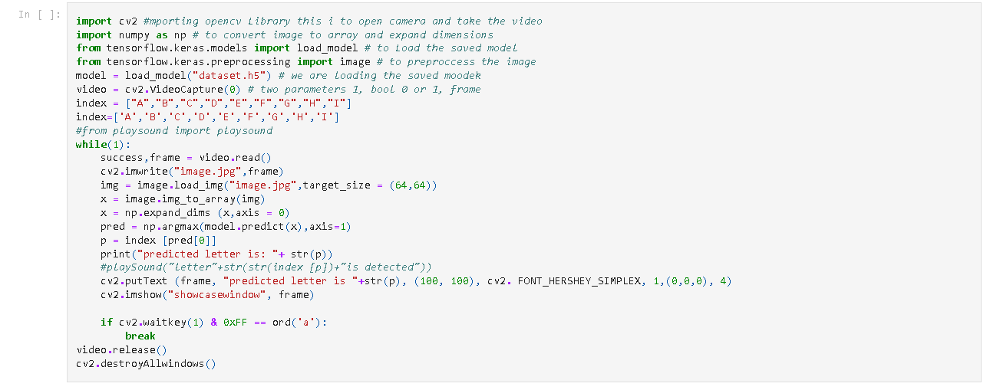 In [ ]:
import cv2 #mporting opencv Library this i to open camera and take the video
import numpy as np # to convert image to array and expand dimensions
from tensorflow.keras.models import load_model # to Load the saved model
from tensorflow.keras.preprocessing import image # to preproccess the image
model = load_model("dataset.h5") # we are Loading the saved moodek
video = cv2.VideoCapture(0) # two parameters 1, bool 0 or 1, frame
index = ["A","B","C","D","E","F","G","H","I"]
index=['A','B','C','D','E','F','G','H','I']
#from playsound import playsound
while(1):
    success,frame = video.read()
    cv2.imwrite("image.jpg",frame)
    img = image.load_img("image.jpg",target_size = (64,64))
    x = image.img_to_array(img)
    x = np.expand_dims (x,axis = 0)
    pred = np.argmax(model.predict(x),axis=1)
    p = index [pred[0]]
    print("predicted letter is: "+ str(p))
    #playSound("Letter"+str(str(index [p])+"is detected"))
    cv2.putText (frame, "predicted letter is "+str(p), (100, 100), cv2. FONT_HERSHEY_SIMPLEX, 1,(0,0,0), 4)
    cv2.imshow("showcasewindow", frame)
    if cv2.waitkey(1) & 0xFF == ord('a'):
        break
video.release()
cv2.destroyAllwindows()